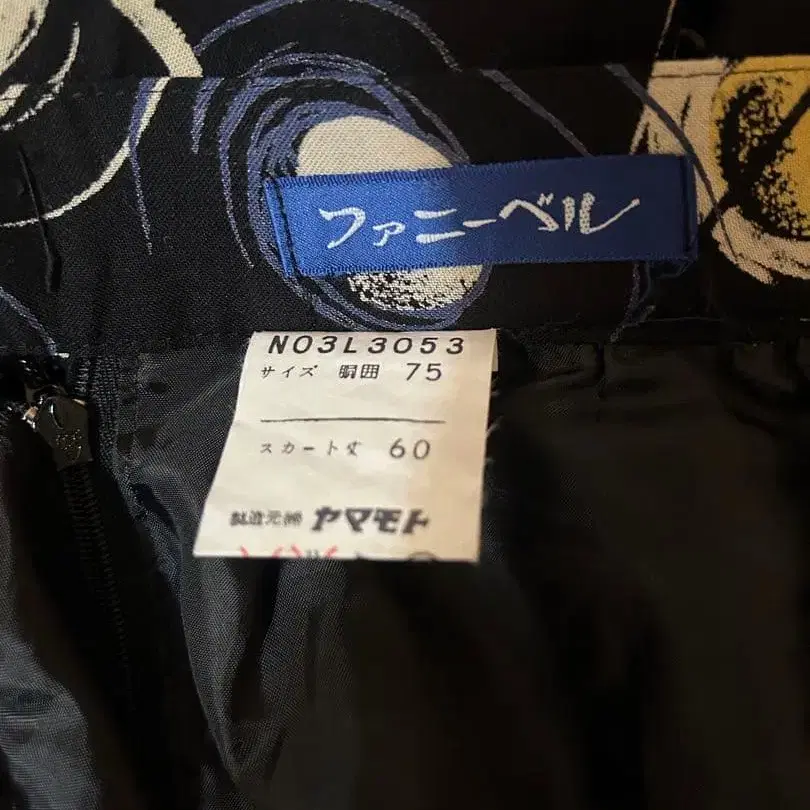 ファニーベル
NO3L3053
サイズ 胴囲 75
スカート丈 60
製造元㈱ ヤマモト